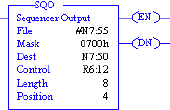 SQO
Sequencer Output
(EN)
File #N7:55
(DN)
Mask 0700h
Dest N7:50
Control R6:12
Length 8
Position 4